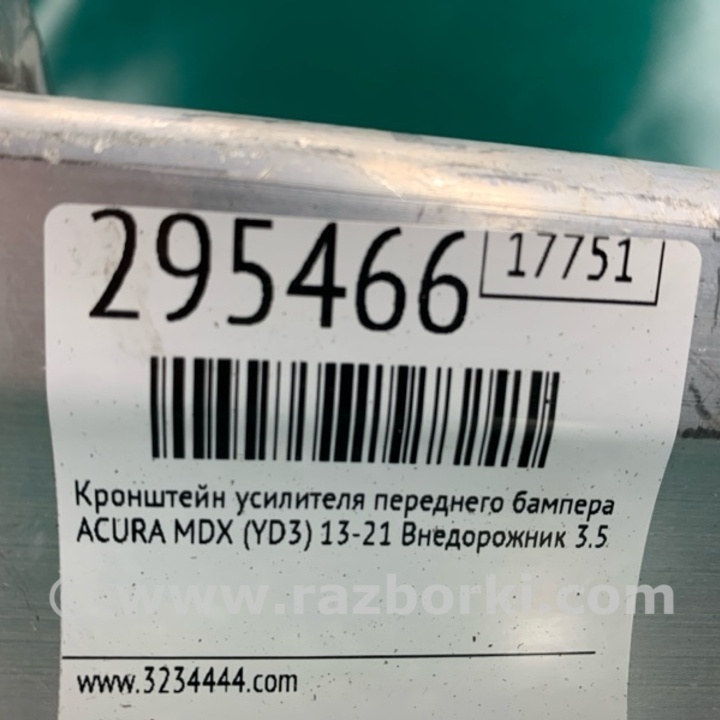 295466
17751
Кронштейн усилителя переднего бампера
ACURA MDX (YD3) 13-21 Внедорожник 3.5
© www.razborki.com
www.3234444.com